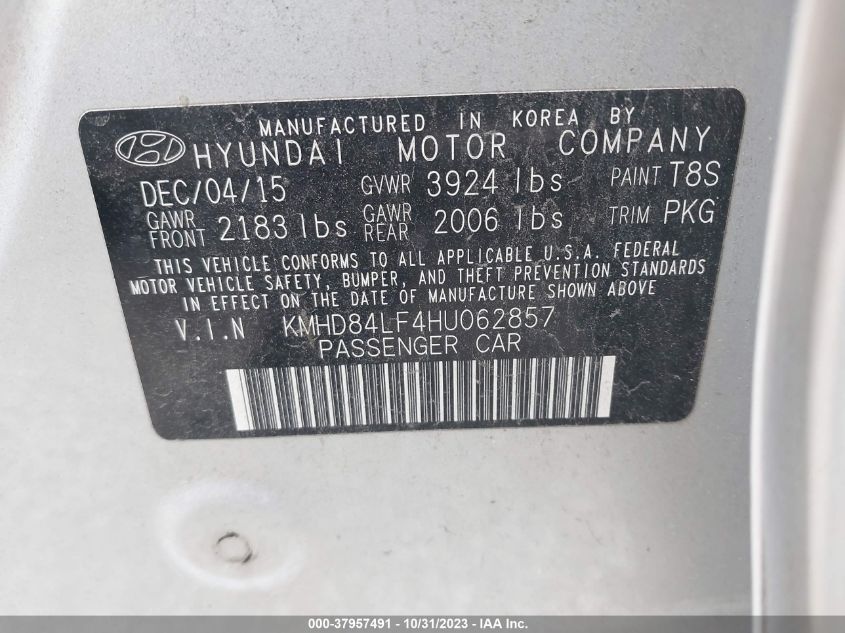 MANUFACTURED IN KOREA BY
HYUNDAI MOTOR COMPANY
DEC/04/15 GVWR 3924 lbs PAINT T8S
GAWR FRONT 2183 lbs GAWR REAR 2006 lbs TRIM PKG
THIS VEHICLE CONFORMS TO ALL APPLICABLE U.S.A. FEDERAL
MOTOR VEHICLE SAFETY, BUMPER, AND THEFT PREVENTION STANDARDS
IN EFFECT ON THE DATE OF MANUFACTURE SHOWN ABOVE
V.I.N KMHD84LF4HU062857
PASSENGER CAR
000-37957491 - 10/31/2023 - IAA Inc.